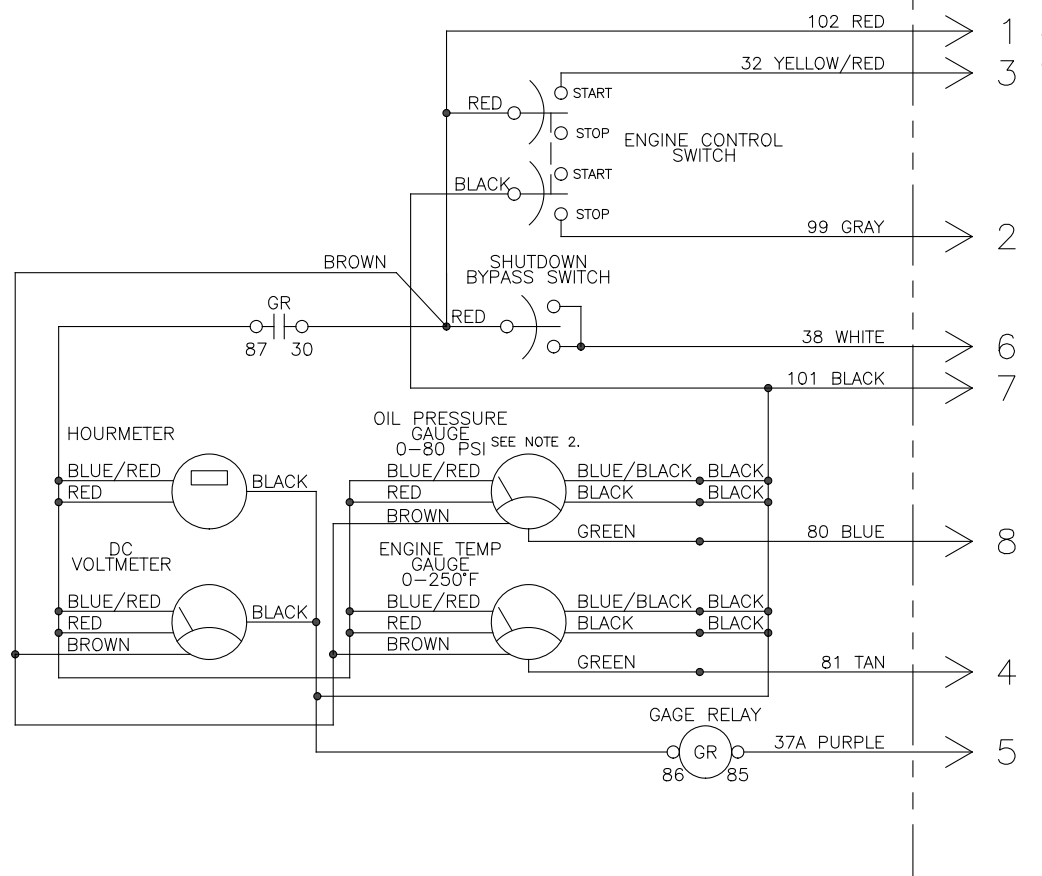 102 RED
1
32 YELLOW/RED
3
START
RED
STOP
ENGINE CONTROL
SWITCH
START
BLACK
STOP
99 GRAY
2
BROWN
SHUTDOWN
BYPASS SWITCH
GR
RED
87
30
38 WHITE
6
101 BLACK
7
OIL PRESSURE
GAUGE
0-80 PSI
SEE NOTE 2.
HOURMETER
BLUE/RED
RED
BLACK
BLUE/RED
RED
BROWN
BLUE/BLACK
BLACK
BLACK
BLACK
GREEN
80 BLUE
8
DC
VOLTMETER
ENGINE TEMP
GAUGE
0-250°F
BLUE/RED
RED
BROWN
BLACK
BLUE/RED
RED
BROWN
BLUE/BLACK
BLACK
BLACK
BLACK
GREEN
81 TAN
4
GAGE RELAY
GR
86
85
37A PURPLE
5